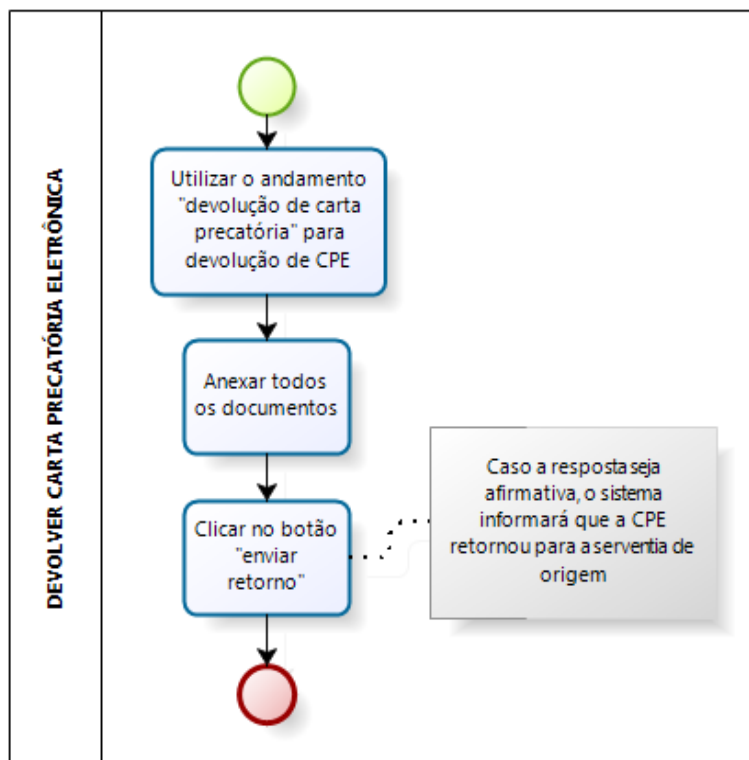 DEVOLVER CARTA PRECATÓRIA ELETRÔNICA
Utilizar o andamento
"devolução de carta
precatória" para
devolução de CPE
Anexar todos
os documentos
Clicar no botão
"enviar
retorno"
Caso a resposta seja
afirmativa, o sistema
informará que a CPE
retornou para a serventia de
origem